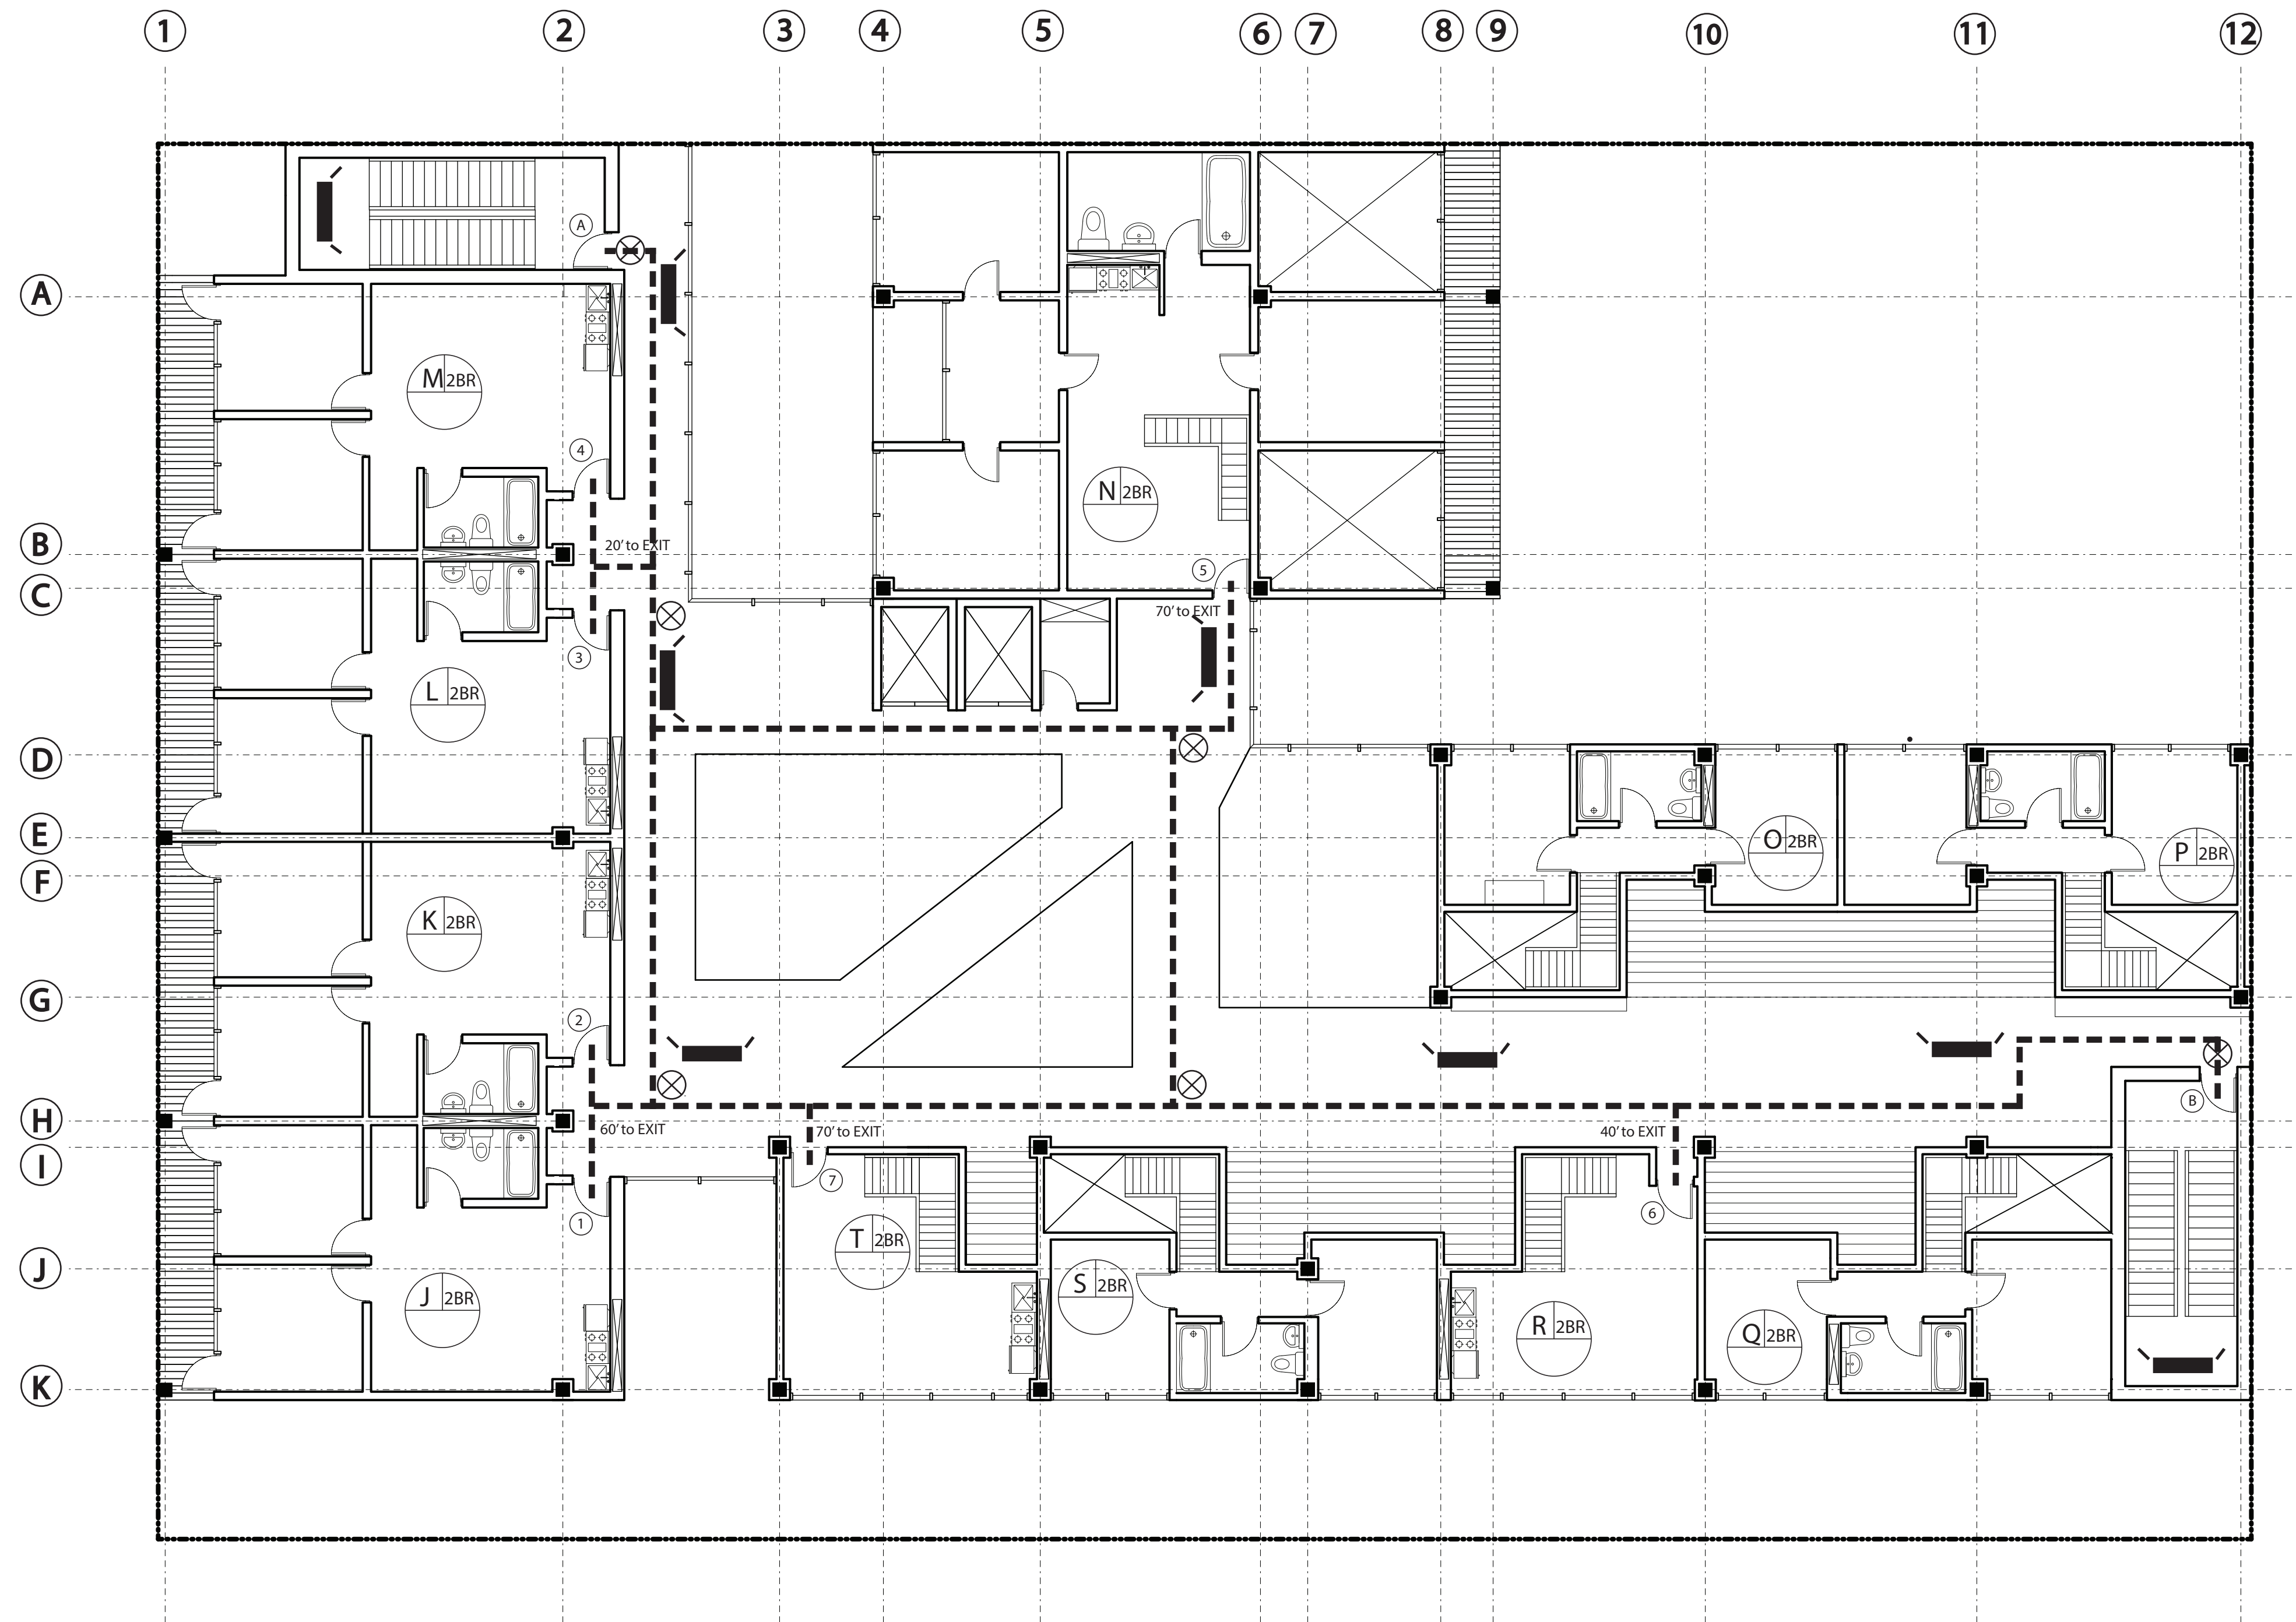 1 2 3 4 5 6 7 8 9 10 11 12
A
B
C
D
E
F
G
H
I
J
K
A
M 2BR
4
20' to EXIT
3
L 2BR
N 2BR
5
70' to EXIT
O 2BR
P 2BR
K 2BR
2
60' to EXIT
1
J 2BR
70' to EXIT
7
T 2BR
S 2BR
40' to EXIT
6
R 2BR
Q 2BR
B